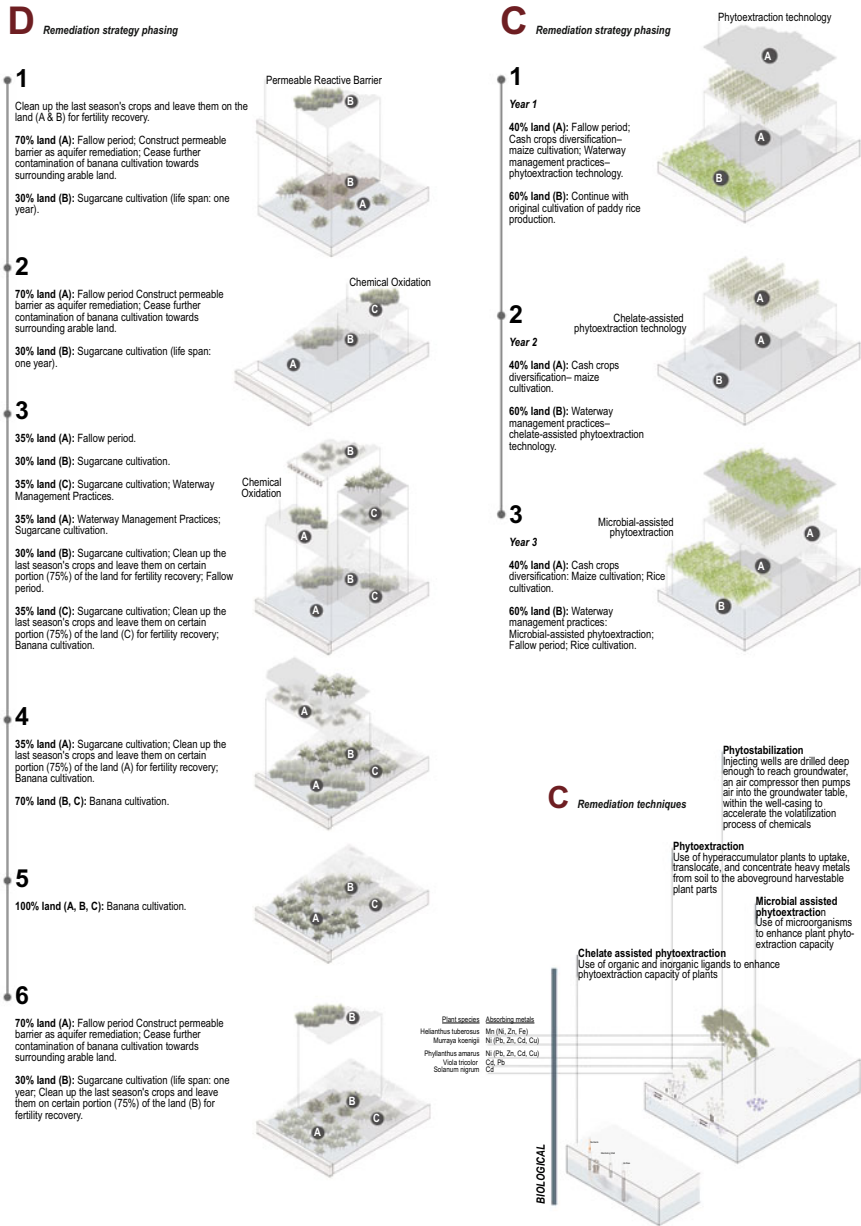 D Remediation strategy phasing
1
Clean up the last season's crops and leave them on the
land (A & B) for fertility recovery.
70% land (A): Fallow period; Construct permeable
barrier as aquifer remediation; Cease further
contamination of banana cultivation towards
surrounding arable land.
30% land (B): Sugarcane cultivation (life span: one
year).
Permeable Reactive Barrier
B
B
A
2
70% land (A): Fallow period Construct permeable
barrier as aquifer remediation; Cease further
contamination of banana cultivation towards
surrounding arable land.
30% land (B): Sugarcane cultivation (life span:
one year).
Chemical Oxidation
C
B
A
3
35% land (A): Fallow period.
30% land (B): Sugarcane cultivation.
35% land (C): Sugarcane cultivation; Waterway
Management Practices.
35% land (A): Waterway Management Practices;
Sugarcane cultivation.
30% land (B): Sugarcane cultivation; Clean up the
last season's crops and leave them on certain
portion (75%) of the land for fertility recovery; Fallow
period.
35% land (C): Sugarcane cultivation; Clean up the
last season's crops and leave them on certain
portion (75%) of the land (C) for fertility recovery;
Banana cultivation.
Chemical
Oxidation
B
C
A
B
A
C
4
35% land (A): Sugarcane cultivation; Clean up the
last season's crops and leave them on certain
portion (75%) of the land (A) for fertility recovery;
Banana cultivation.
70% land (B, C): Banana cultivation.
A
B
C
A
5
100% land (A, B, C): Banana cultivation.
B
C
A
6
70% land (A): Fallow period Construct permeable
barrier as aquifer remediation; Cease further
contamination of banana cultivation towards
surrounding arable land.
30% land (B): Sugarcane cultivation (life span: one
year; Clean up the last season's crops and leave
them on certain portion (75%) of the land (B) for
fertility recovery.
B
B
C
A
C Remediation strategy phasing
1
Year 1
40% land (A): Fallow period;
Cash crops diversification–
maize cultivation; Waterway
management practices–
phytoextraction technology.
60% land (B): Continue with
original cultivation of paddy rice
production.
Phytoextraction technology
A
A
B
2
Year 2
40% land (A): Cash crops
diversification– maize
cultivation.
60% land (B): Waterway
management practices–
chelate-assisted phytoextraction
technology.
Chelate-assisted
phytoextraction technology
A
A
B
3
Year 3
40% land (A): Cash crops
diversification: Maize cultivation; Rice
cultivation.
60% land (B): Waterway
management practices:
Microbial-assisted phytoextraction;
Fallow period; Rice cultivation.
Microbial-assisted
phytoextraction
A
A
B
C Remediation techniques
Phytostabilization
Injecting wells are drilled deep
enough to reach groundwater,
an air compressor then pumps
air into the groundwater table,
within the well-casing to
accelerate the volatilization
process of chemicals
Phytoextraction
Use of hyperaccumulator plants to uptake,
translocate, and concentrate heavy metals
from soil to the aboveground harvestable
plant parts
Microbial assisted
phytoextraction
Use of microorganisms
to enhance plant phyto-
extraction capacity
Chelate assisted phytoextraction
Use of organic and inorganic ligands to enhance
phytoextraction capacity of plants
Plant species Absorbing metals
Helianthus tuberosus Mn (Ni, Zn, Fe)
Murraya koenigii Ni (Pb, Zn, Cd, Cu)
Phyllanthus amarus Ni (Pb, Zn, Cd, Cu)
Viola tricolor Cd, Pb
Solanum nigrum Cd
BIOLOGICAL